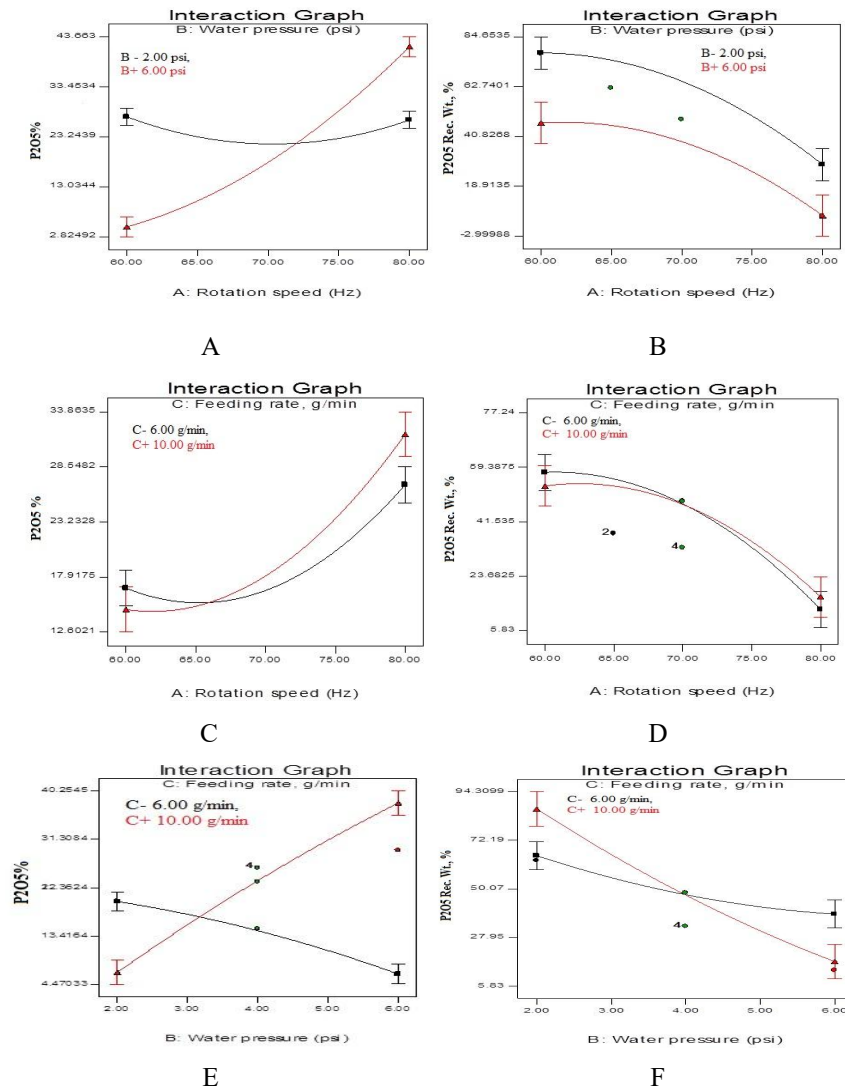 Interaction Graph
B: Water pressure (psi)
B - 2.00 psi,
B+ 6.00 psi
43.663
33.4534
23.2439
13.0344
2.82492
P2O5%
60.00 65.00 70.00 75.00 80.00
A: Rotation speed (Hz)
A
Interaction Graph
B: Water pressure (psi)
B - 2.00 psi
B+ 6.00 psi
84.6535
62.7401
40.8268
18.9135
-2.99988
P2O5 Rec. Wt., %
60.00 65.00 70.00 75.00 80.00
A: Rotation speed (Hz)
B
Interaction Graph
C: Feeding rate, g/min
C- 6.00 g/min,
C+ 10.00 g/min
33.8635
28.5482
23.2328
17.9175
12.6021
P2O5 %
60.00 65.00 70.00 75.00 80.00
A: Rotation speed (Hz)
C
Interaction Graph
C: Feeding rate, g/min
C- 6.00 g/min,
C+ 10.00 g/min
77.24
59.3875
41.535
23.6825
5.83
P2O5 Rec. Wt., %
2
4
60.00 65.00 70.00 75.00 80.00
A: Rotation speed (Hz)
D
Interaction Graph
C: Feeding rate, g/min
C- 6.00 g/min,
C+ 10.00 g/min
40.2545
31.3084
22.3624
13.4164
4.47033
P2O5%
4
2.00 3.00 4.00 5.00 6.00
B: Water pressure (psi)
E
Interaction Graph
C: Feeding rate, g/min
C- 6.00 g/min,
C+ 10.00 g/min
94.3099
72.19
50.07
27.95
5.83
P2O5 Rec. Wt., %
4
2.00 3.00 4.00 5.00 6.00
B: Water pressure (psi)
F